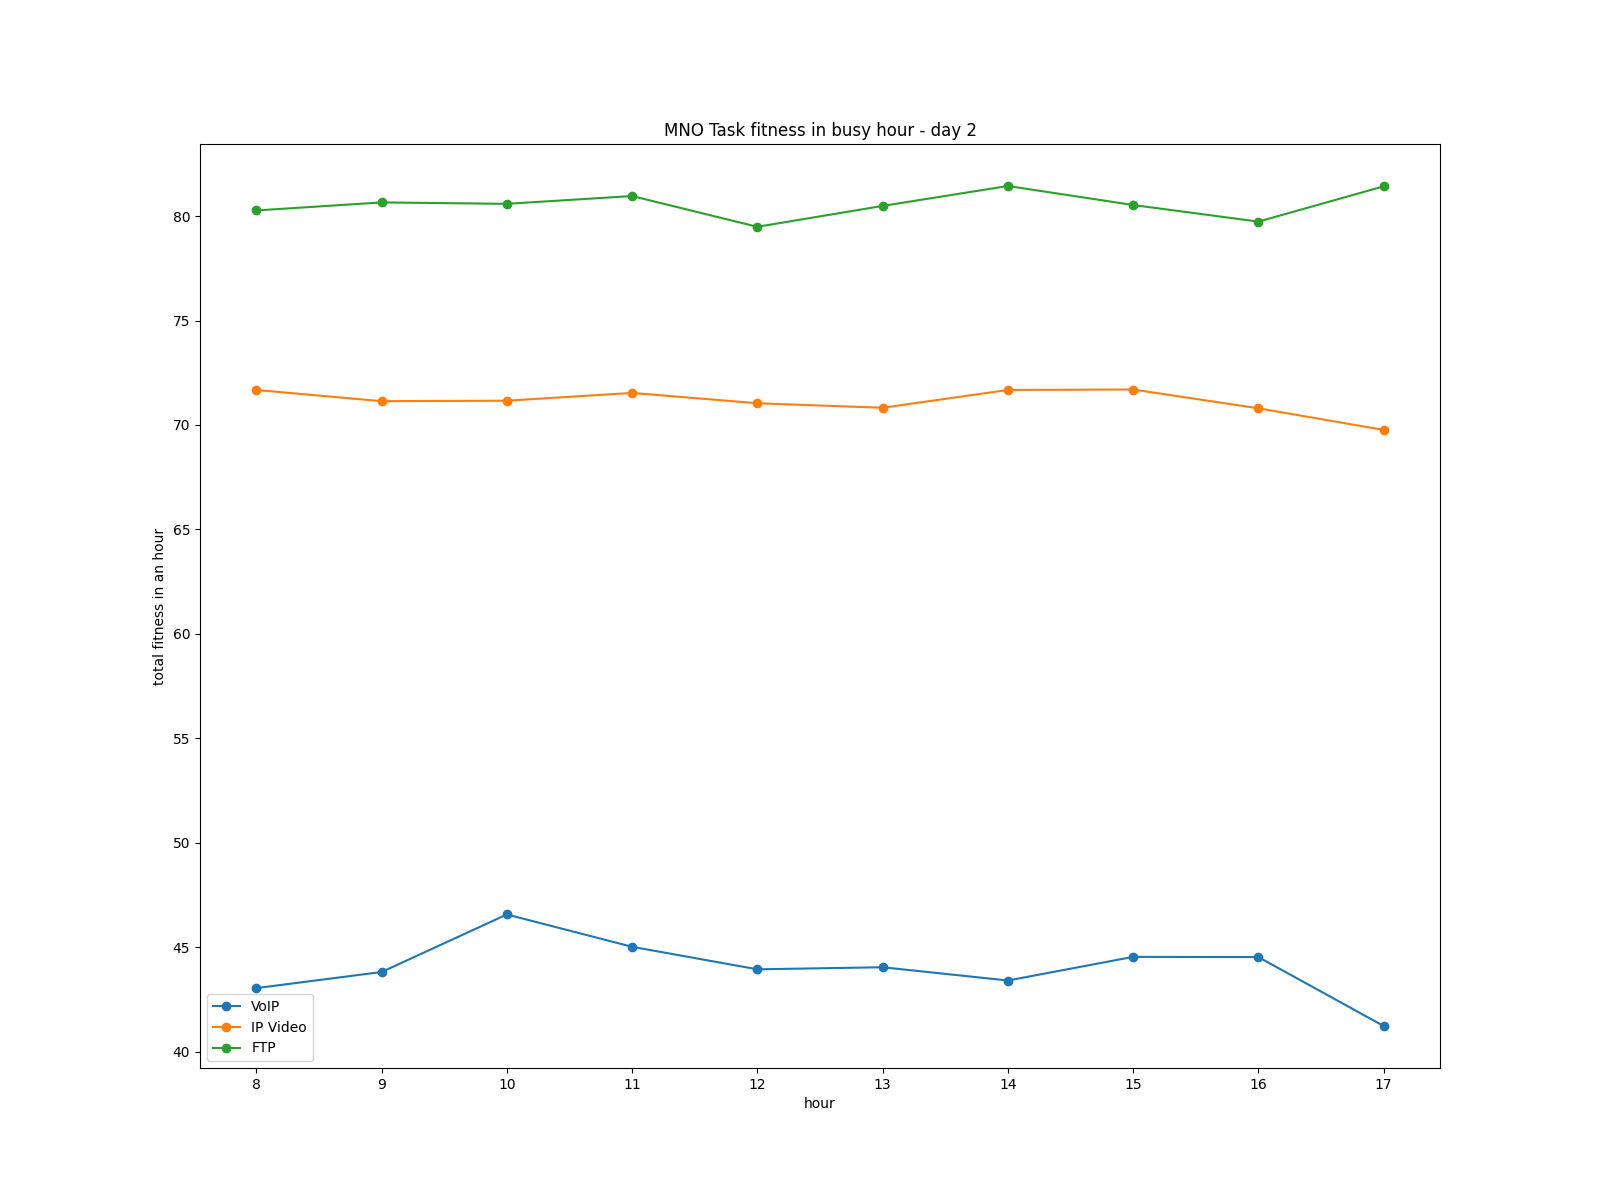 MNO Task fitness in busy hour - day 2
total fitness in an hour
80
75
70
65
60
55
50
45
40
VoIP
IP Video
FTP
8 9 10 11 12 13 14 15 16 17
hour